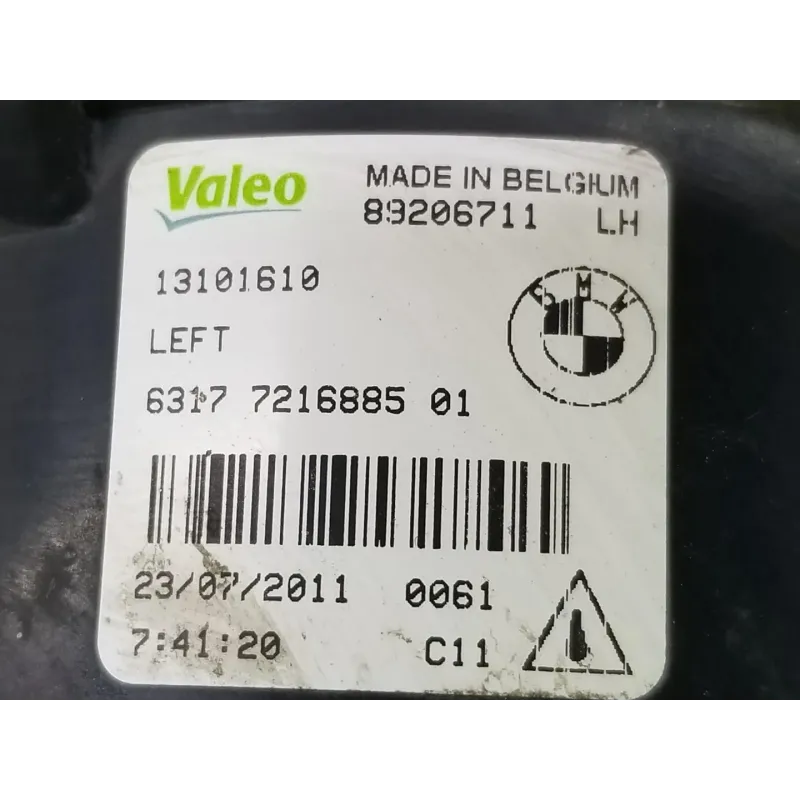 Valeo
MADE IN BELGIUM
89206711 LH
13101610
BMW
LEFT
6317 7216885 01
23/07/2011 0061
7:41:20 C11